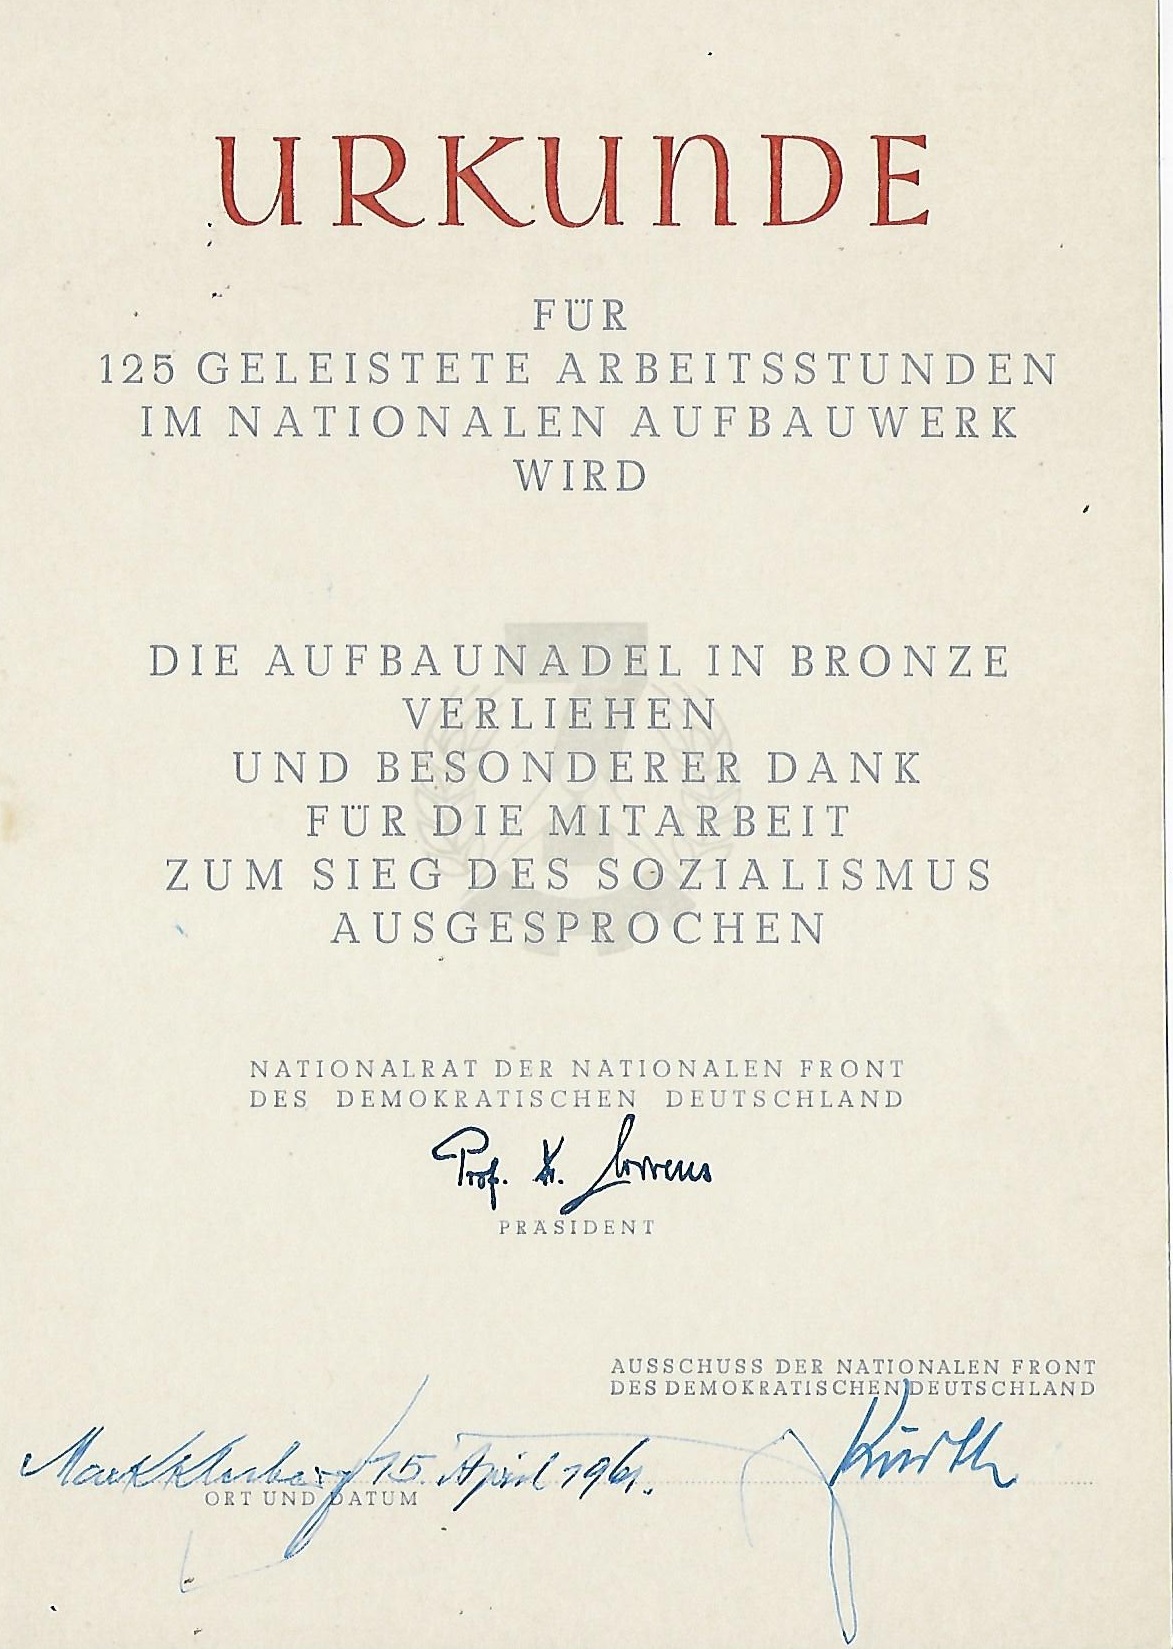 URKUNDE
FÜR
125 GELEISTETE ARBEITSSTUNDEN
IM NATIONALEN AUFBAUWERK
WIRD
DIE AUFBAUNADEL IN BRONZE
VERLIEHEN
UND BESONDERER DANK
FÜR DIE MITARBEIT
ZUM SIEG DES SOZIALISMUS
AUSGESPROCHEN
NATIONALRAT DER NATIONALEN FRONT
DES DEMOKRATISCHEN DEUTSCHLAND
Prof. Dr. Correns
PRÄSIDENT
AUSSCHUSS DER NATIONALEN FRONT
DES DEMOKRATISCHEN DEUTSCHLAND
Markkleeberg 15. April 1961.
ORT UND DATUM